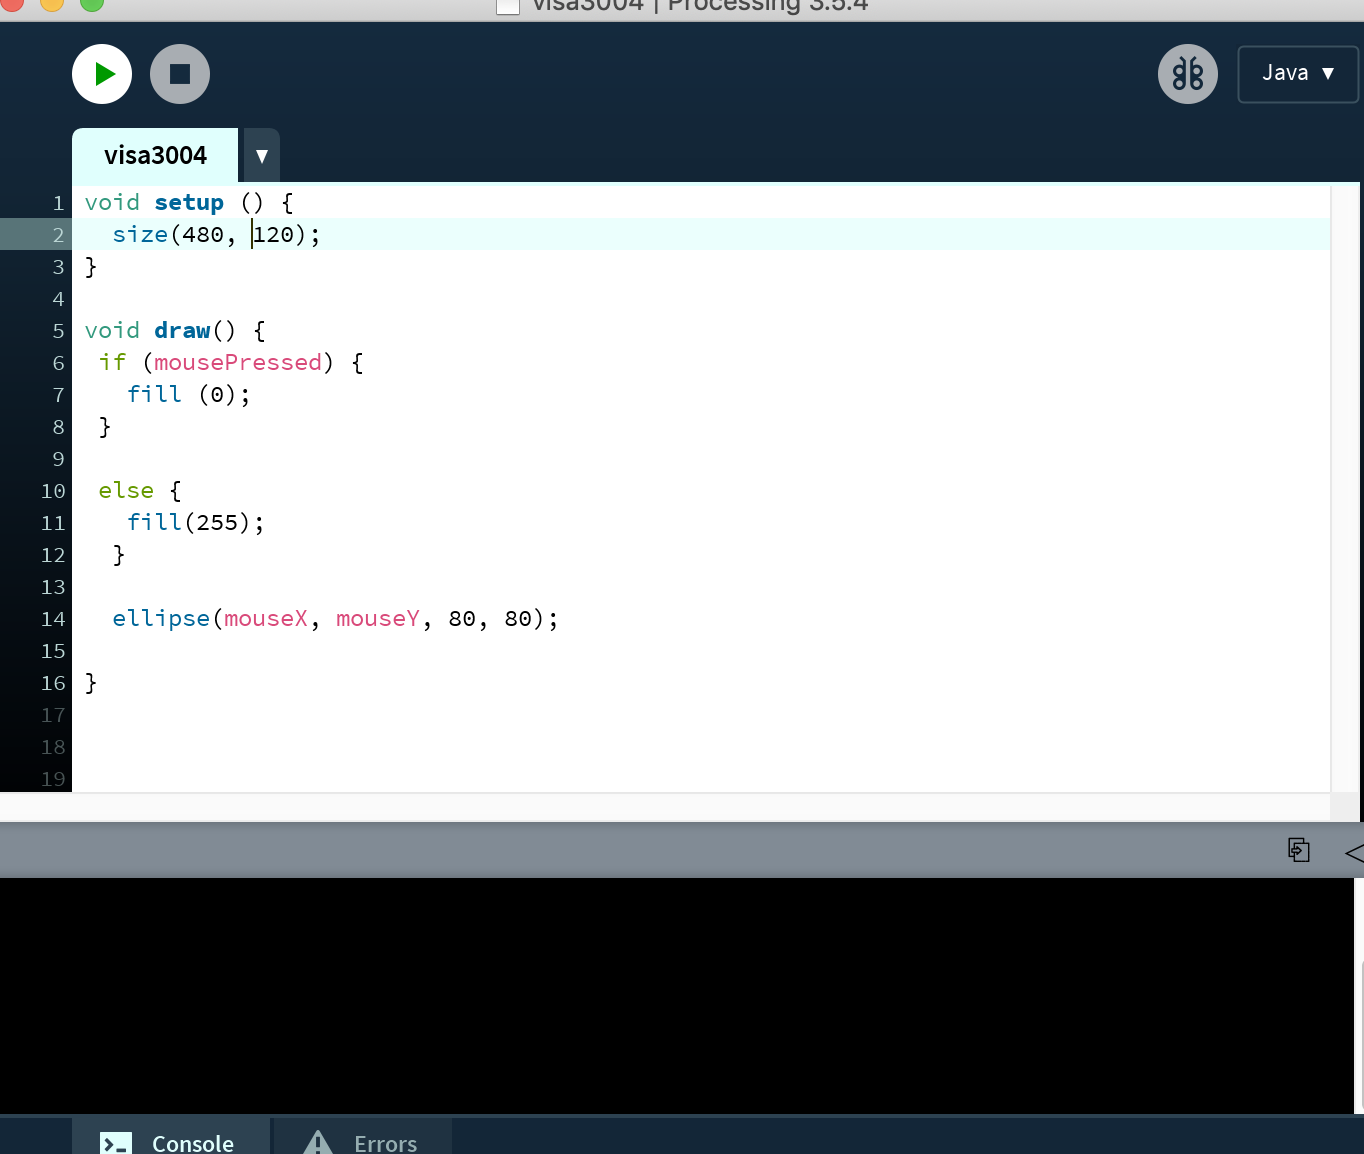 visa3004 | Processing 3.5.4
Java ▼
visa3004 ▼
1 void setup () {
2   size(480, 120);
3 }
4
5 void draw() {
6  if (mousePressed) {
7    fill (0);
8  }
9
10  else {
11    fill(255);
12   }
13
14   ellipse(mouseX, mouseY, 80, 80);
15
16 }
17
18
19
Console Errors